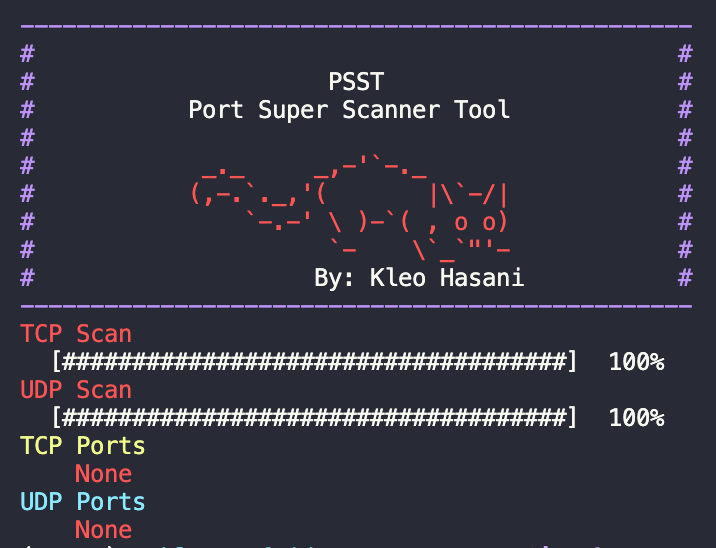 ------------------------------------------------
#                                              #
#                     PSST                     #
#           Port Super Scanner Tool            #
#                                              #
#            _._     _,-'`-._                  #
#           (,-.`._,'(       |\`-/|            #
#               `-.-' \ )-`( , o o)            #
#                     `-    \`_`"'-            #
#                    By: Kleo Hasani           #
------------------------------------------------
TCP Scan
  [####################################]  100%
UDP Scan
  [####################################]  100%
TCP Ports
    None
UDP Ports
    None